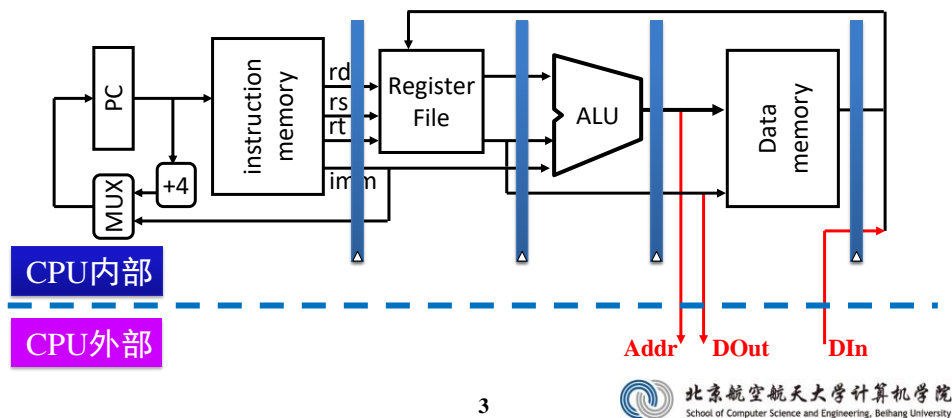 PC
MUX
+4
instruction
memory
rd
rs
rt
imm
Register
File
ALU
Data
memory
CPU内部
CPU外部
Addr
DOut
DIn
3
北京航空航天大学计算机学院
School of Computer Science and Engineering, Beihang University